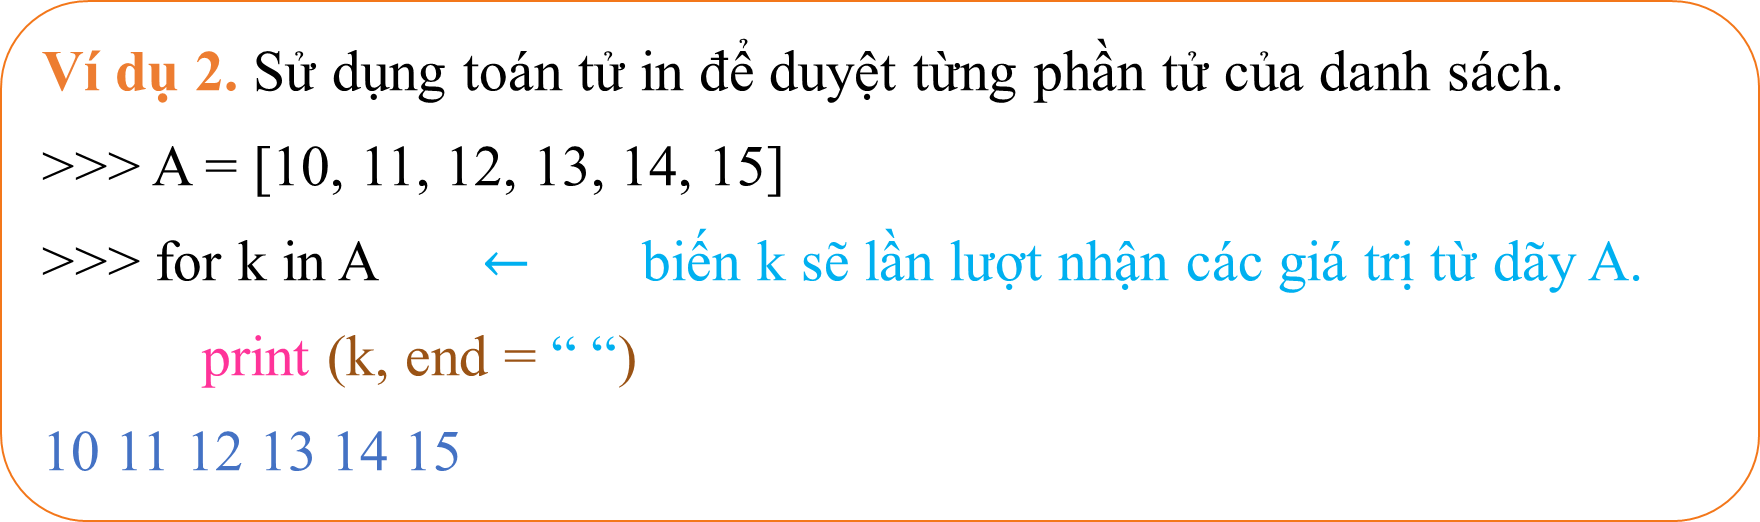 Ví dụ 2. Sử dụng toán tử in để duyệt từng phần tử của danh sách.
>>> A = [10, 11, 12, 13, 14, 15]
>>> for k in A ← biến k sẽ lần lượt nhận các giá trị từ dãy A.
print (k, end = “ “)
10 11 12 13 14 15